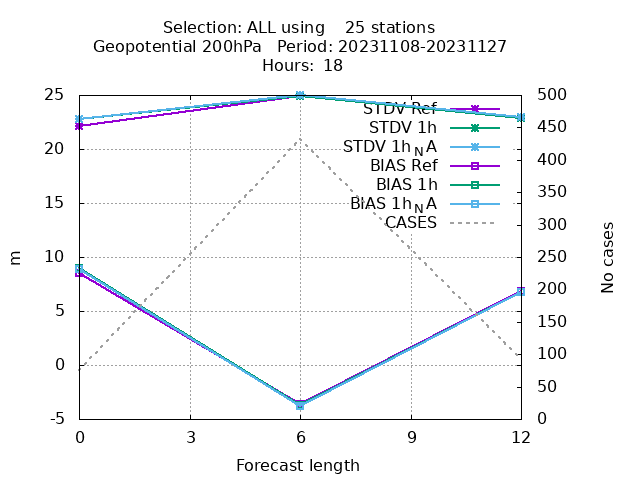 Selection: ALL using    25 stations
Geopotential 200hPa   Period: 20231108-20231127
Hours: 18
25
20
15
10
5
0
-5
m
0
3
6
9
12
Forecast length
500
450
400
350
300
250
200
150
100
50
0
No cases
STDV Ref
STDV 1h
STDV 1h_N A
BIAS Ref
BIAS 1h
BIAS 1h_N A
CASES